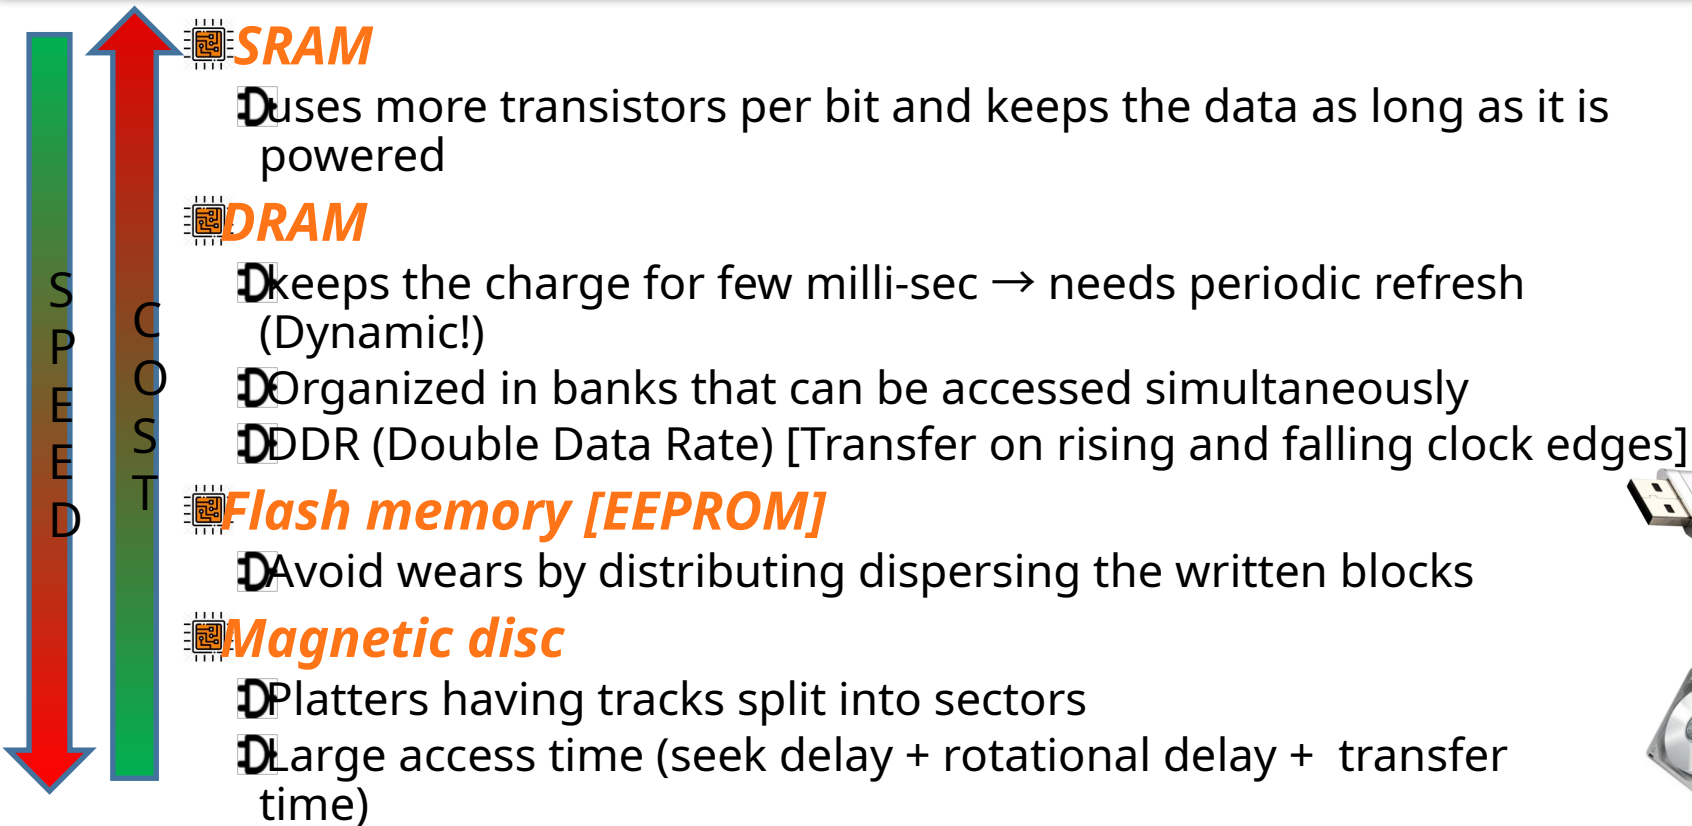 SRAM
uses more transistors per bit and keeps the data as long as it is
powered
DRAM
keeps the charge for few milli-sec → needs periodic refresh
(Dynamic!)
Organized in banks that can be accessed simultaneously
DDR (Double Data Rate) [Transfer on rising and falling clock edges]
Flash memory [EEPROM]
Avoid wears by distributing dispersing the written blocks
Magnetic disc
Platters having tracks split into sectors
Large access time (seek delay + rotational delay + transfer
time)
SPEED
COST